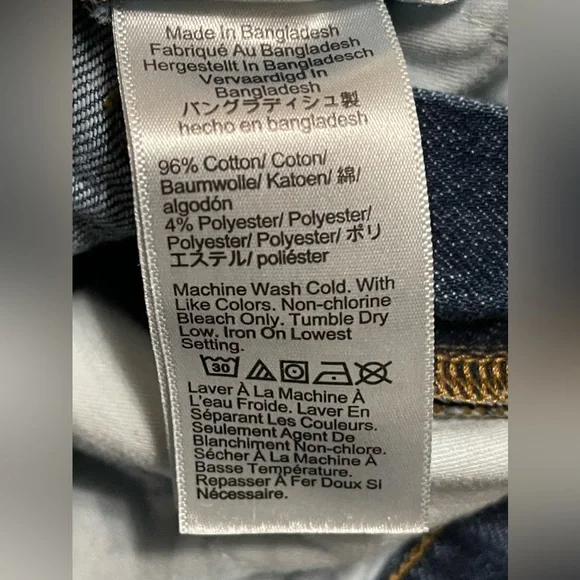 Made In Bangladesh
Fabriqué Au Bangladesh
Hergestellt In Bangladesch
Vervaardigd In
Bangladesh
バングラディシュ製
hecho en bangladesh
96% Cotton/ Coton/
Baumwolle/ Katoen/ 綿/
algodón
4% Polyester/ Polyester/
Polyester/ Polyester/ ポリ
エステル/ poliéster
Machine Wash Cold. With
Like Colors. Non-chlorine
Bleach Only. Tumble Dry
Low. Iron On Lowest
Setting.
30
Laver À La Machine À
L'eau Froide. Laver En
Séparant Les Couleurs.
Seulement Agent De
Blanchiment Non-chlore.
Sécher À La Machine À
Basse Température.
Repasser À Fer Doux Si
Nécessaire.